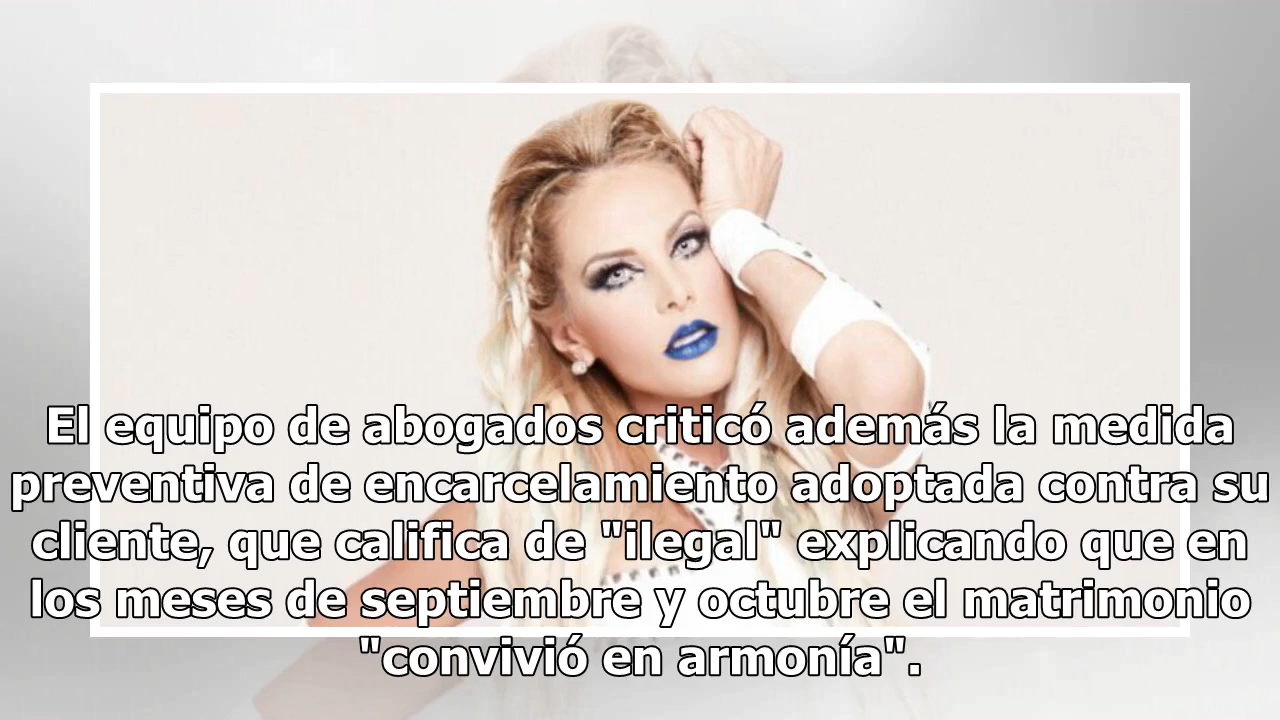 El equipo de abogados criticó además la medida
preventiva de encarcelamiento adoptada contra su
cliente, que califica de "ilegal" explicando que en
los meses de septiembre y octubre el matrimonio
"convivió en armonía".